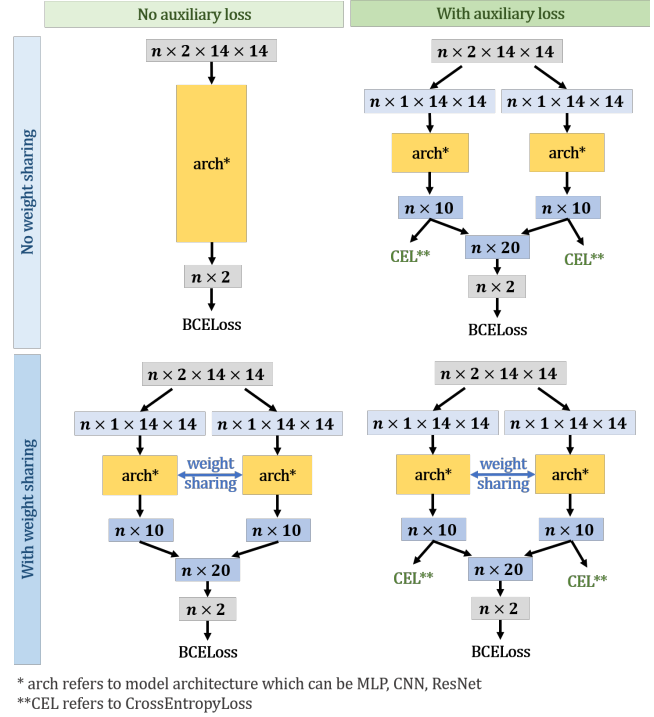 No auxiliary loss
With auxiliary loss
No weight sharing
n × 2 × 14 × 14
arch*
n × 2
BCELoss
n × 2 × 14 × 14
n × 1 × 14 × 14
n × 1 × 14 × 14
arch*
arch*
n × 10
n × 10
CEL**
n × 20
CEL**
n × 2
BCELoss
With weight sharing
n × 2 × 14 × 14
n × 1 × 14 × 14
n × 1 × 14 × 14
arch*
weight
sharing
arch*
n × 10
n × 10
n × 20
n × 2
BCELoss
n × 2 × 14 × 14
n × 1 × 14 × 14
n × 1 × 14 × 14
arch*
weight
sharing
arch*
n × 10
n × 10
CEL**
n × 20
CEL**
n × 2
BCELoss
* arch refers to model architecture which can be MLP, CNN, ResNet
**CEL refers to CrossEntropyLoss